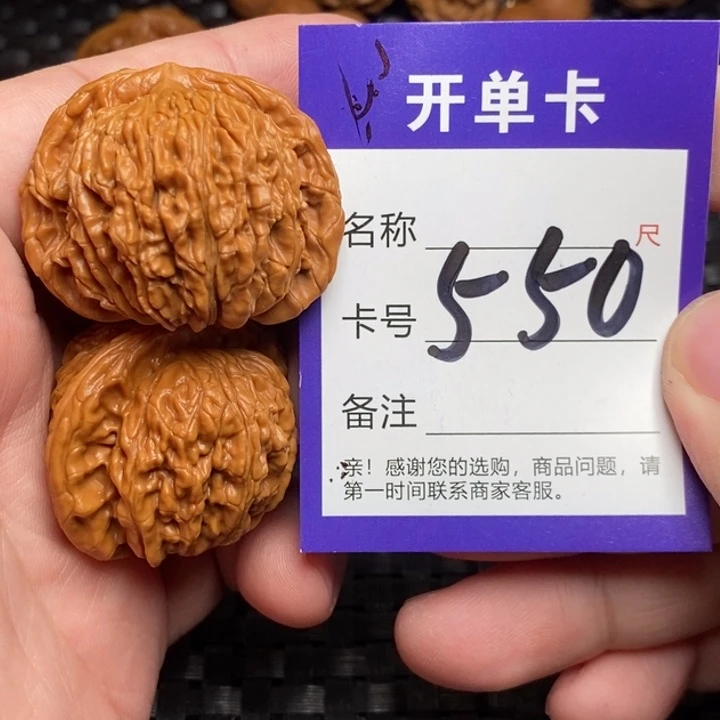 开单卡
名称
尺
卡号 550
备注
亲！感谢您的选购，商品问题，请
第一时间联系商家客服。